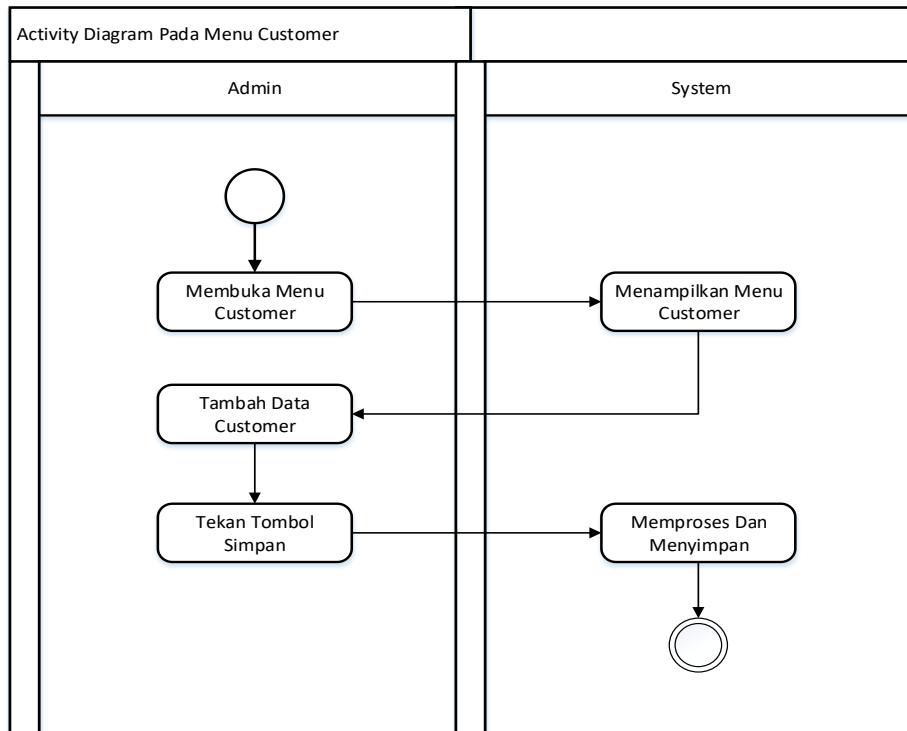 Activity Diagram Pada Menu Customer
Admin
System
Membuka Menu
Customer
Menampilkan Menu
Customer
Tambah Data
Customer
Tekan Tombol
Simpan
Memproses Dan
Menyimpan